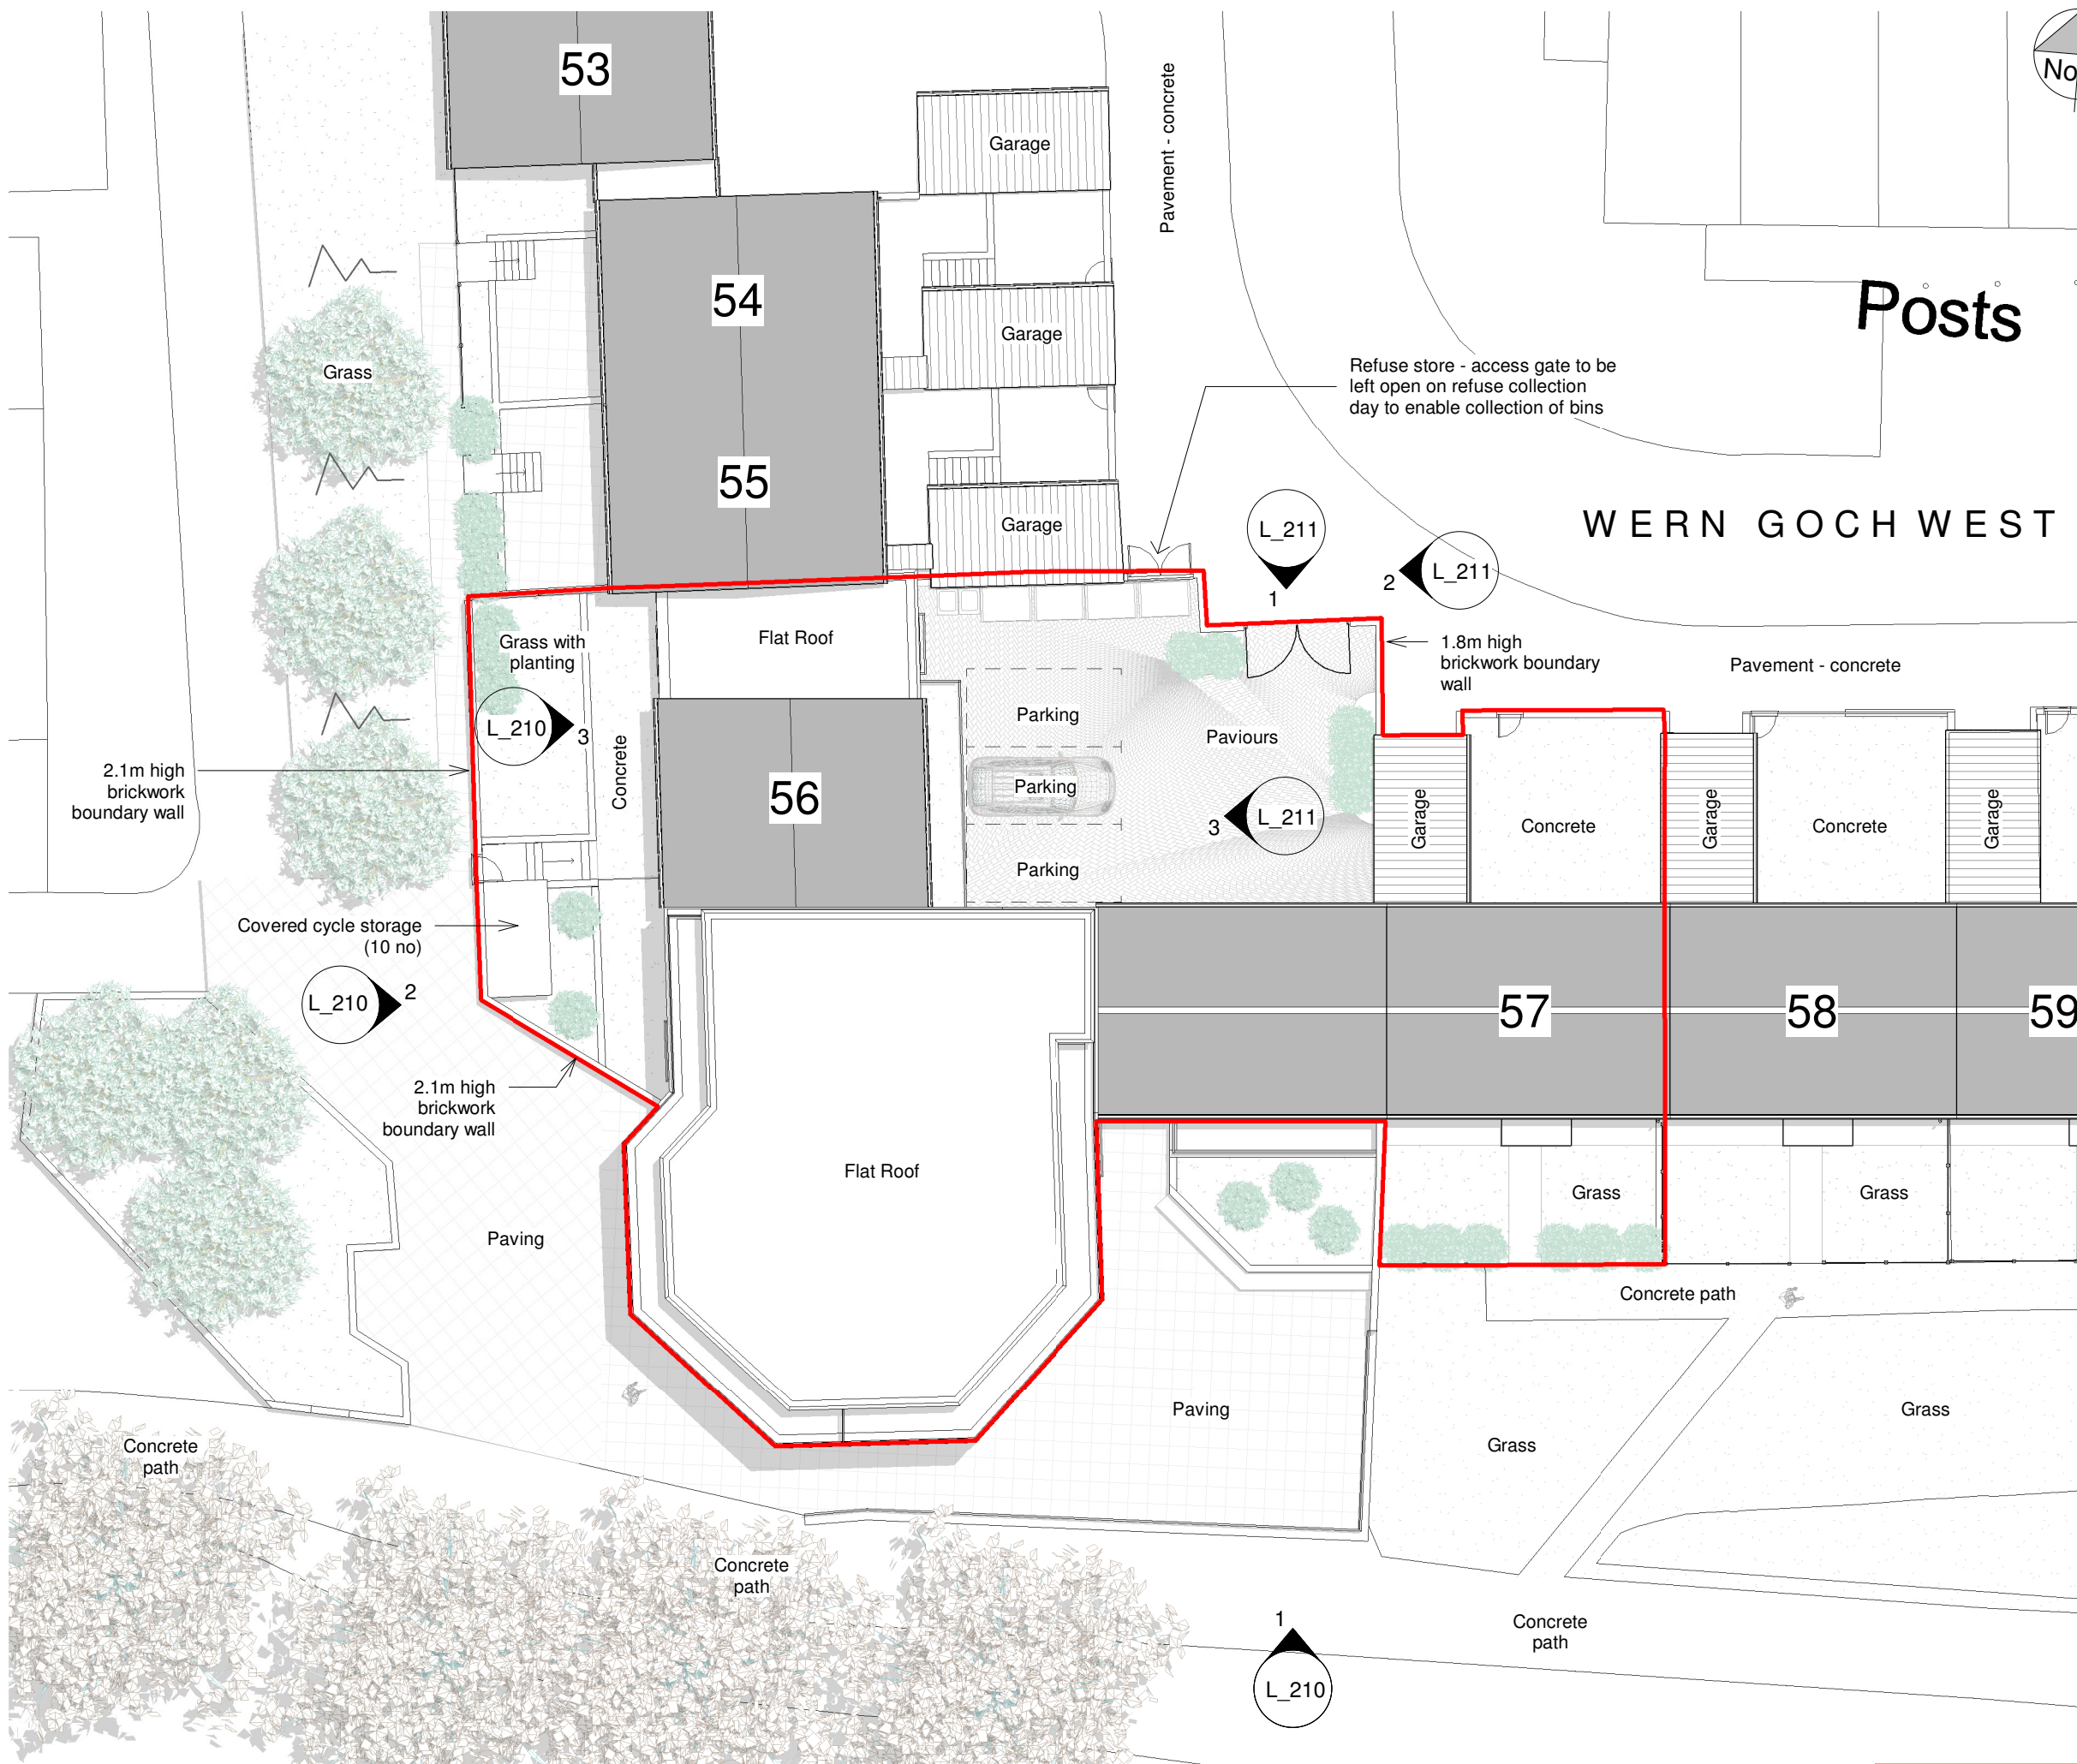 53
No
Garage
Pavement - concrete
54
Garage
Posts
Grass
Refuse store - access gate to be
left open on refuse collection
day to enable collection of bins
55
Garage
L_211
1
WERN GOCH WEST
2
L_211
Grass with
planting
Flat Roof
1.8m high
brickwork boundary
wall
Pavement - concrete
L_210
3
Parking
Paviours
2.1m high
brickwork
boundary wall
Concrete
56
Parking
3
L_211
Garage
Concrete
Garage
Concrete
Garage
Parking
Covered cycle storage
(10 no)
L_210
2
57
58
59
2.1m high
brickwork
boundary wall
Flat Roof
Grass
Grass
Paving
Concrete path
Paving
Grass
Grass
Concrete
path
Concrete
path
Concrete
path
1
L_210